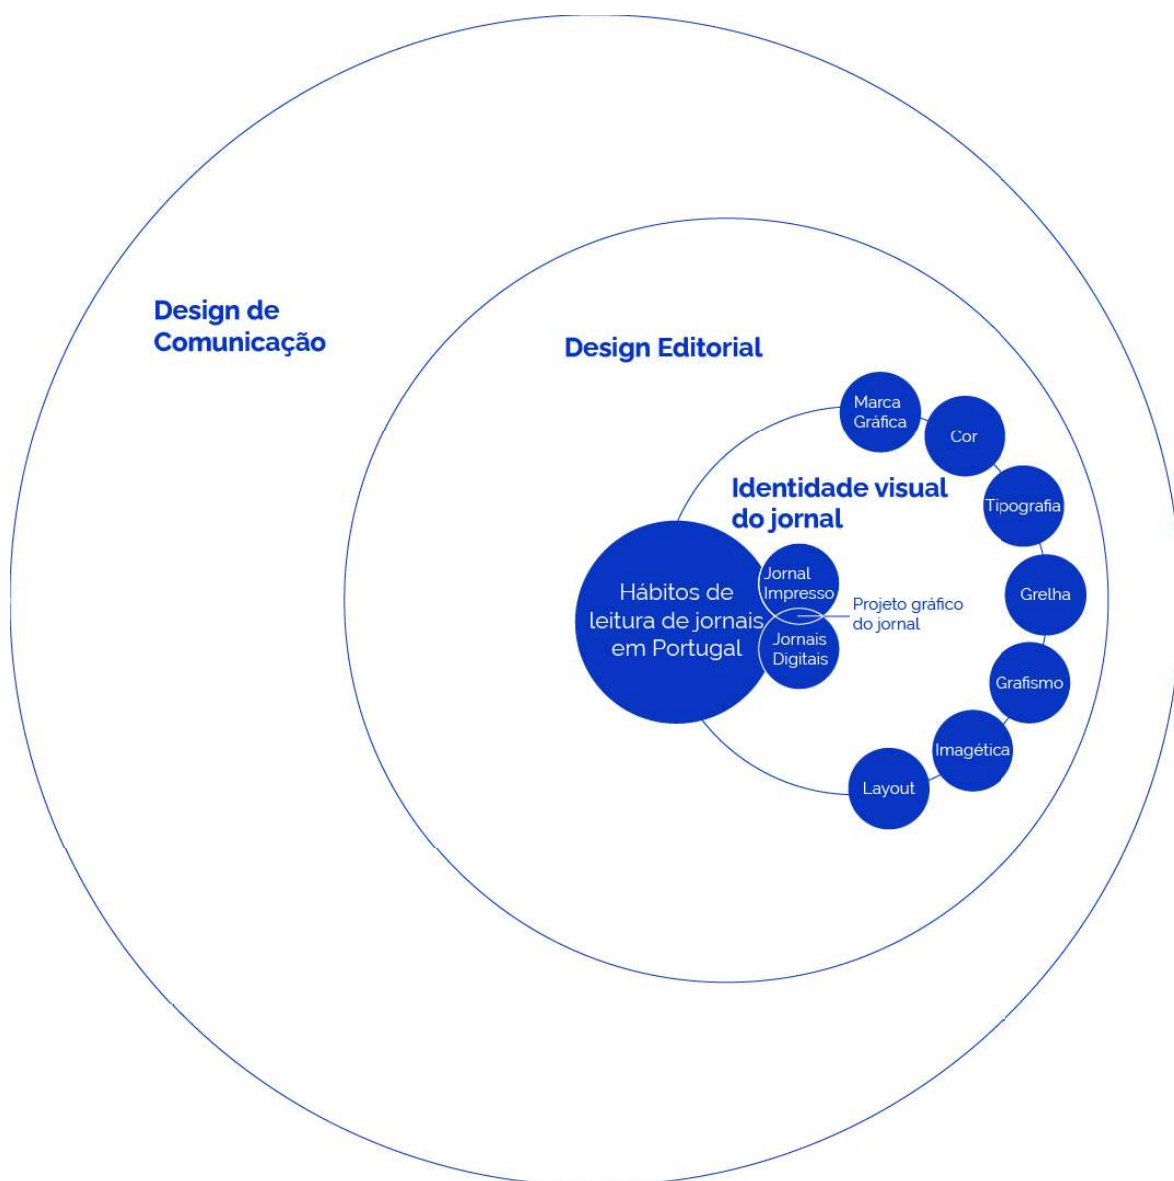 Design de
Comunicação
Design Editorial
Marca
Gráfica
Cor
Identidade visual
do jornal
Tipografia
Hábitos de
leitura de jornais
em Portugal
Jornal
Impresso
Jornais
Digitais
Projeto gráfico
do jornal
Grelha
Grafismo
Imagética
Layout